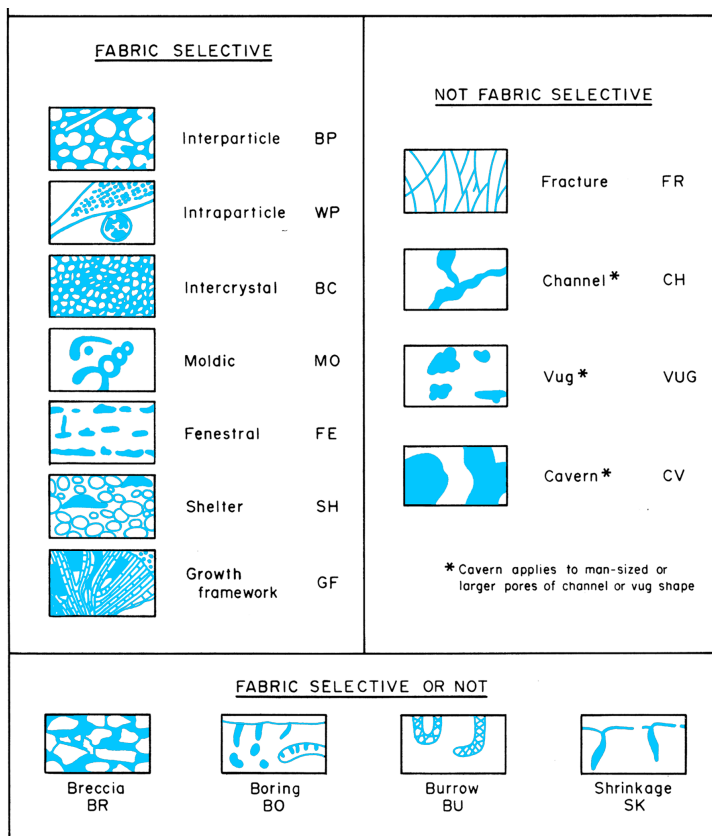 FABRIC SELECTIVE
Interparticle BP
Intraparticle WP
Intercrystal BC
Moldic MO
Fenestral FE
Shelter SH
Growth
framework GF
NOT FABRIC SELECTIVE
Fracture FR
Channel* CH
Vug* VUG
Cavern* CV
*Cavern applies to man-sized or
larger pores of channel or vug shape
FABRIC SELECTIVE OR NOT
Breccia
BR
Boring
BO
Burrow
BU
Shrinkage
SK